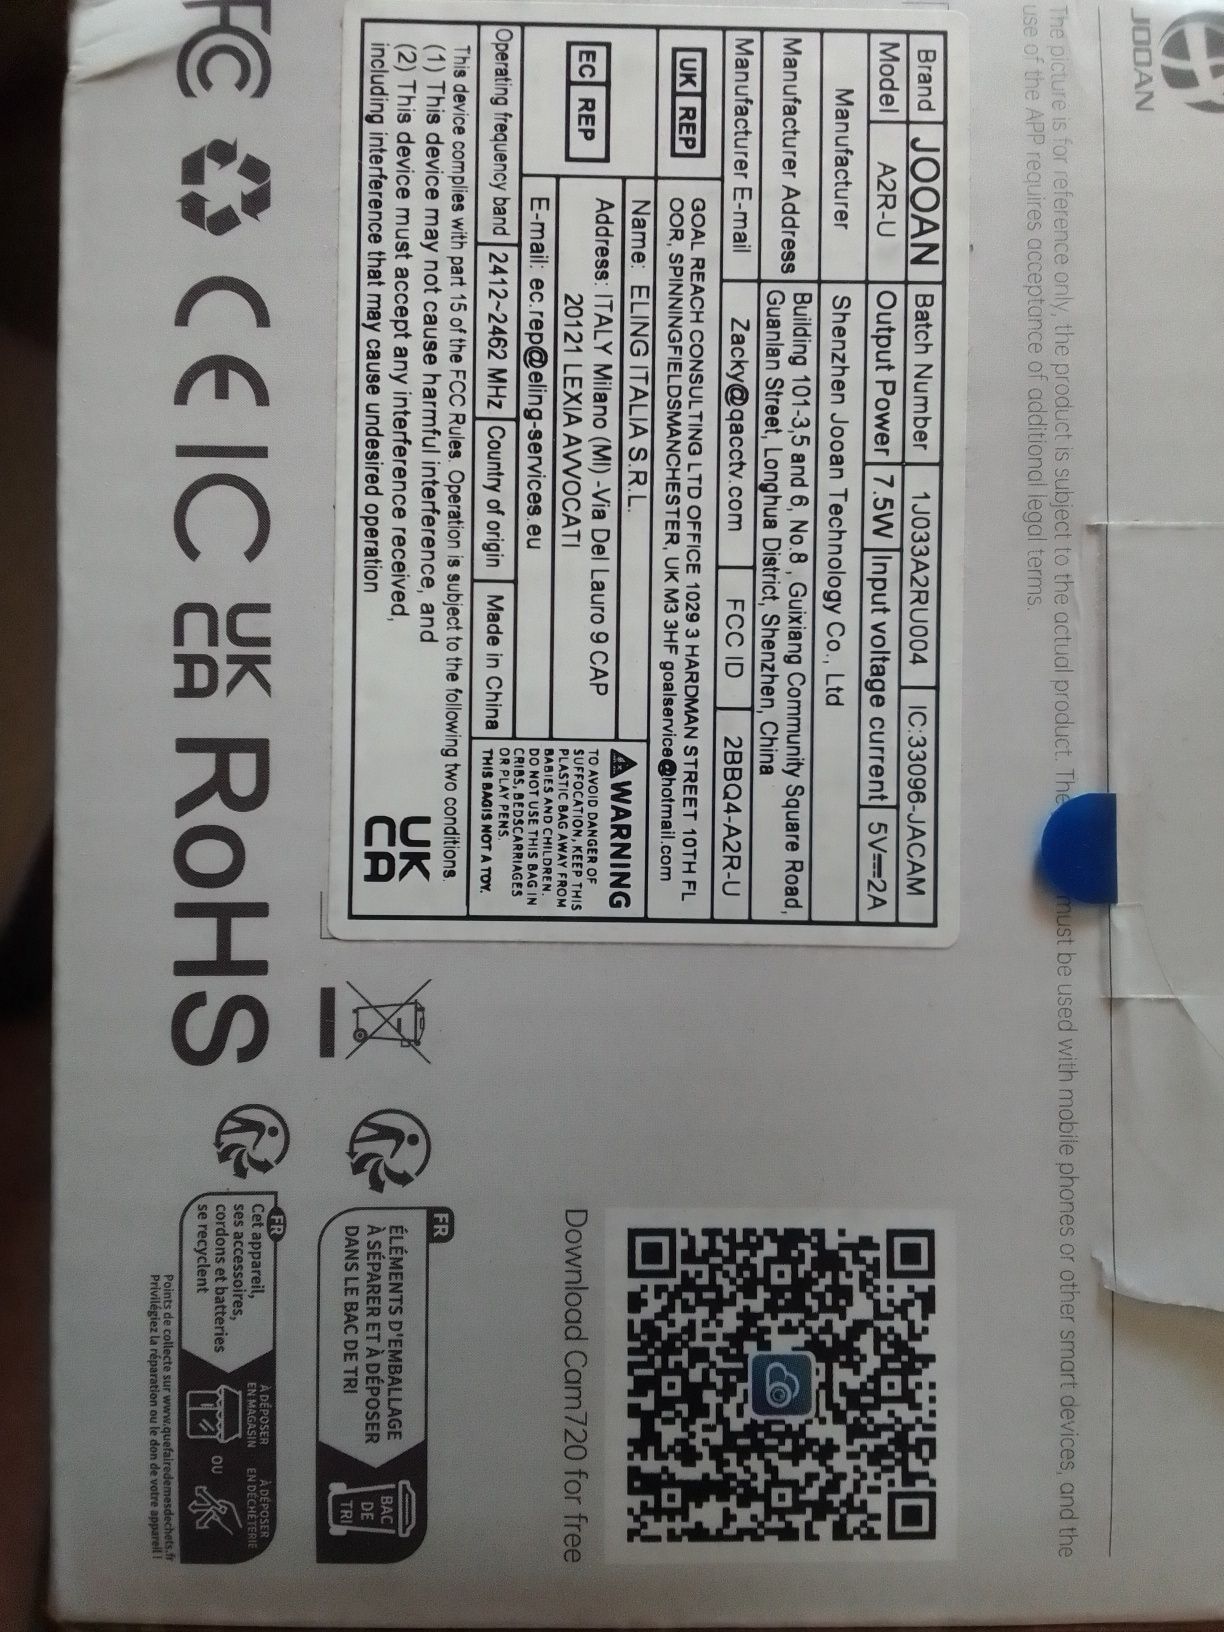 JOOAN
The picture is for reference only, the product is subject to the actual product. The must be used with mobile phones or other smart devices, and the
use of the APP requires acceptance of additional legal terms.
Brand JOOAN Batch Number 1J033A2RU004 IC:33096-JACAM
Model A2R-U Output Power 7.5W Input voltage current 5V⎓2A
Manufacturer Shenzhen Jooan Technology Co., Ltd
Manufacturer Address Building 101-3,5 and 6, No.8 , Guixiang Community Square Road,
Guanlan Street, Longhua District, Shenzhen, China
Manufacturer E-mail Zacky@qacctv.com FCC ID 2BBQ4-A2R-U
UK REP GOAL REACH CONSULTING LTD OFFICE 1029 3 HARDMAN STREET 10TH FL
OOR, SPINNINGFIELDSMANCHESTER, UK M3 3HF goalservice@hotmail.com
EC REP
Name: ELING ITALIA S.R.L.
Address: ITALY Milano (MI) -Via Del Lauro 9 CAP
20121 LEXIA AVVOCATI
E-mail: ec.rep@eling-services.eu
WARNING
TO AVOID DANGER OF
SUFFOCATION, KEEP THIS
PLASTIC BAG AWAY FROM
BABIES AND CHILDREN.
DO NOT USE THIS BAG IN
CRIBS, BEDSCARRIAGES
OR PLAY PENS.
THIS BAGIS NOT A TOY.
Operating frequency band 2412~2462 MHz Country of origin Made in China
This device complies with part 15 of the FCC Rules. Operation is subject to the following two conditions.
(1) This device may not cause harmful interference, and
(2) This device must accept any interference received,
including interference that may cause undesired operation
UK
CA
Download Cam720 for free
FC CE IC UK
CA RoHS
FR
ÉLÉMENTS D'EMBALLAGE
À SÉPARER ET À DÉPOSER
DANS LE BAC DE TRI
BAC
DE
TRI
FR
Cet appareil,
ses accessoires,
cordons et batteries
se recyclent
À DÉPOSER
EN MAGASIN
OU
À DÉPOSER
EN DÉCHÈTERIE
Points de collecte sur www.quefairedemesdechets.fr
Privilégiez la réparation ou le don de votre appareil !